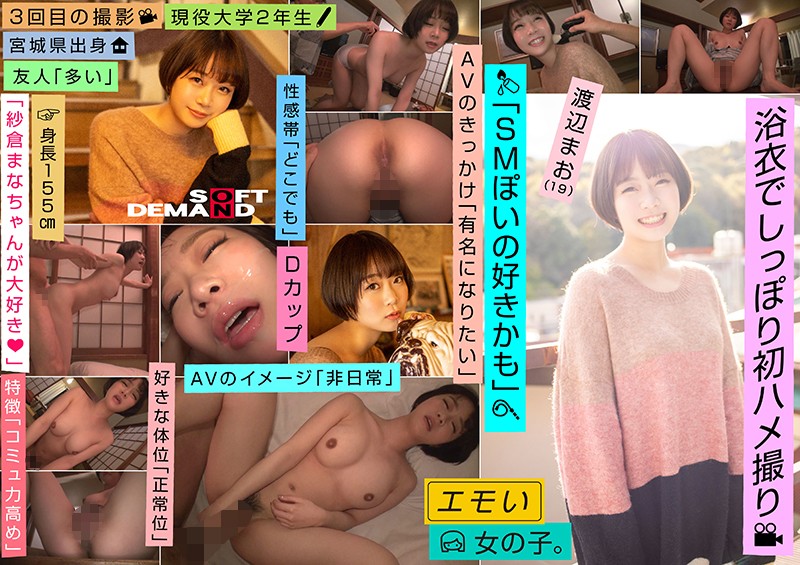 3回目の撮影
現役大学2年生
宮城県出身
友人「多い」
「紗倉まなちゃんが大好き♥」
身長155cm
SOFT
ON
DEMAND
性感帯「どこでも」
Dカップ
AVのきっかけ「有名になりたい」
AVのイメージ「非日常」
好きな体位「正常位」
特徴「コミュ力高め」
「SMぽいの好きかも」
渡辺まお
(19)
浴衣でしっぽり初ハメ撮り
エモい
女の子。